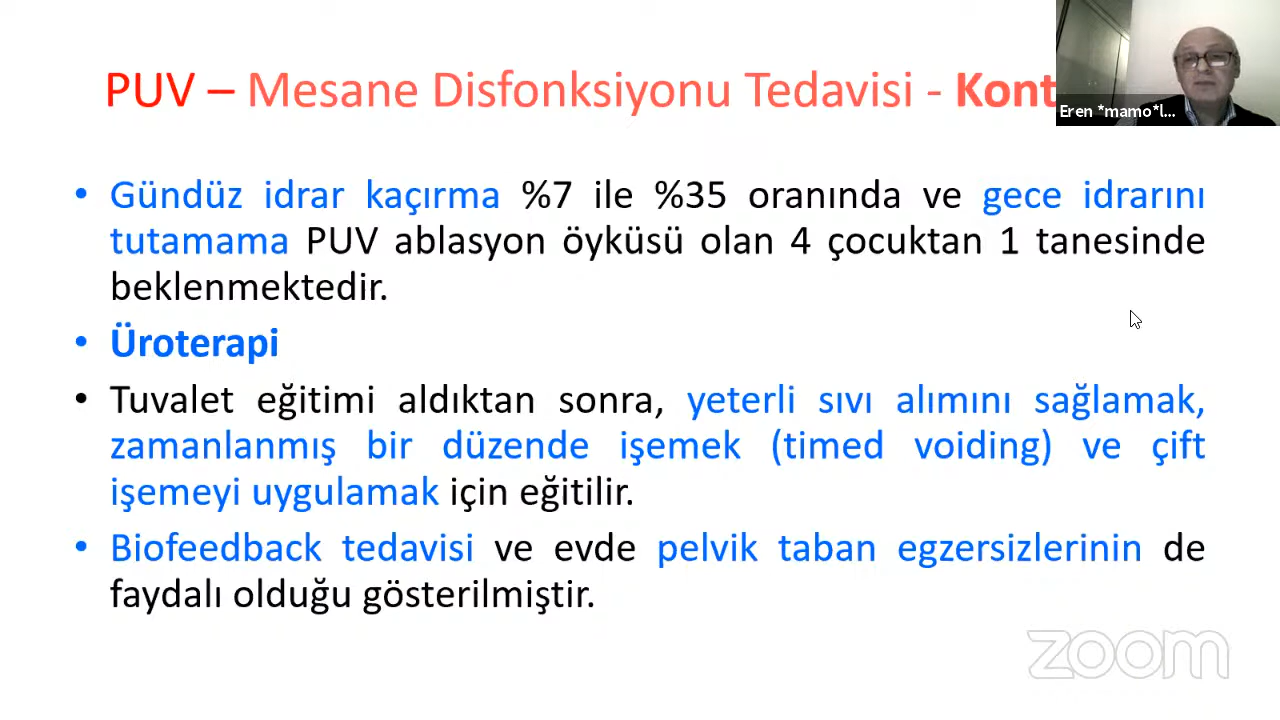 PUV – Mesane Disfonksiyonu Tedavisi - Kont
Eren *mamo*l...
• Gündüz idrar kaçırma %7 ile %35 oranında ve gece idrarını
tutamama PUV ablasyon öyküsü olan 4 çocuktan 1 tanesinde
beklenmektedir.
• Üroterapi
• Tuvalet eğitimi aldıktan sonra, yeterli sıvı alımını sağlamak,
zamanlanmış bir düzende işemek (timed voiding) ve çift
işemeyi uygulamak için eğitilir.
• Biofeedback tedavisi ve evde pelvik taban egzersizlerinin de
faydalı olduğu gösterilmiştir.
zoom